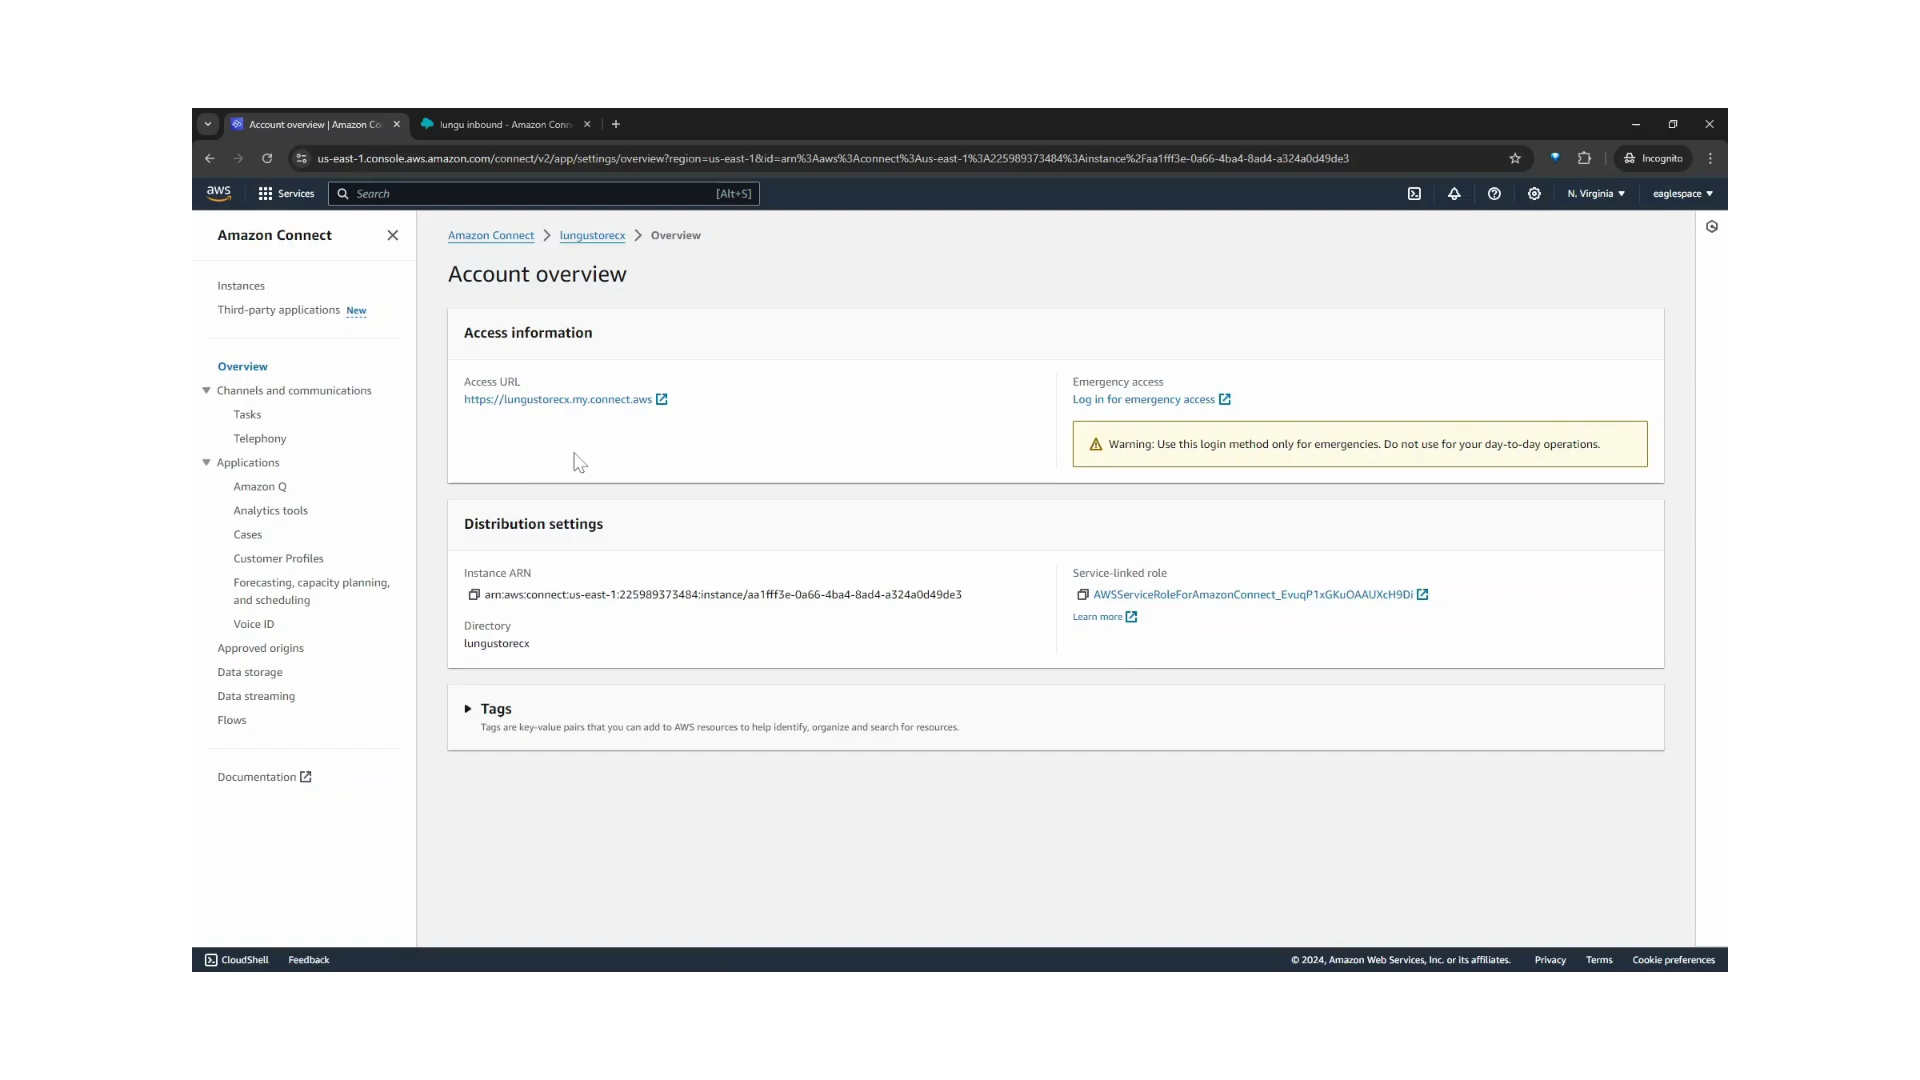 Account overview | Amazon Co
lungu inbound - Amazon Conn
us-east-1.console.aws.amazon.com/connect/v2/app/settings/overview?region=us-east-1&id=arn%3Aaws%3Aconnect%3Aus-east-1%3A225989373484%3Ainstance%2Faa1fff3e-0a66-4ba4-8ad4-a324a0d49de3
Incognito
aws
Services
Search
[Alt+S]
N. Virginia
eaglespace
Amazon Connect
Instances
Third-party applications New
Overview
Channels and communications
Tasks
Telephony
Applications
Amazon Q
Analytics tools
Cases
Customer Profiles
Forecasting, capacity planning,
and scheduling
Voice ID
Approved origins
Data storage
Data streaming
Flows
Documentation
Amazon Connect > lungustorecx > Overview
Account overview
Access information
Access URL
https://lungustorecx.my.connect.aws
Emergency access
Log in for emergency access
Warning: Use this login method only for emergencies. Do not use for your day-to-day operations.
Distribution settings
Instance ARN
arn:aws:connect:us-east-1:225989373484:instance/aa1fff3e-0a66-4ba4-8ad4-a324a0d49de3
Directory
lungustorecx
Service-linked role
AWSServiceRoleForAmazonConnect_EvuqP1xGKuOAAUXcH9Di
Learn more
Tags
Tags are key-value pairs that you can add to AWS resources to help identify, organize and search for resources.
CloudShell
Feedback
© 2024, Amazon Web Services, Inc. or its affiliates.
Privacy
Terms
Cookie preferences